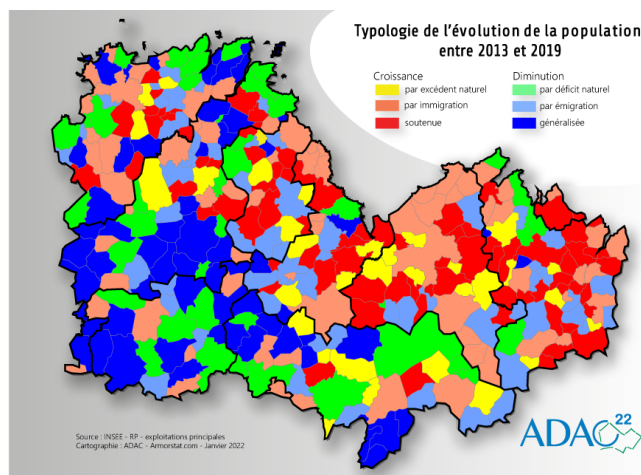 Typologie de l'évolution de la population
entre 2013 et 2019
Croissance
par excédent naturel
par immigration
soutenue
Diminution
par déficit naturel
par émigration
généralisée
Source : INSEE - RP - exploitations principales
Cartographie : ADAC - Armorstat.com - Janvier 2022
ADAC 22